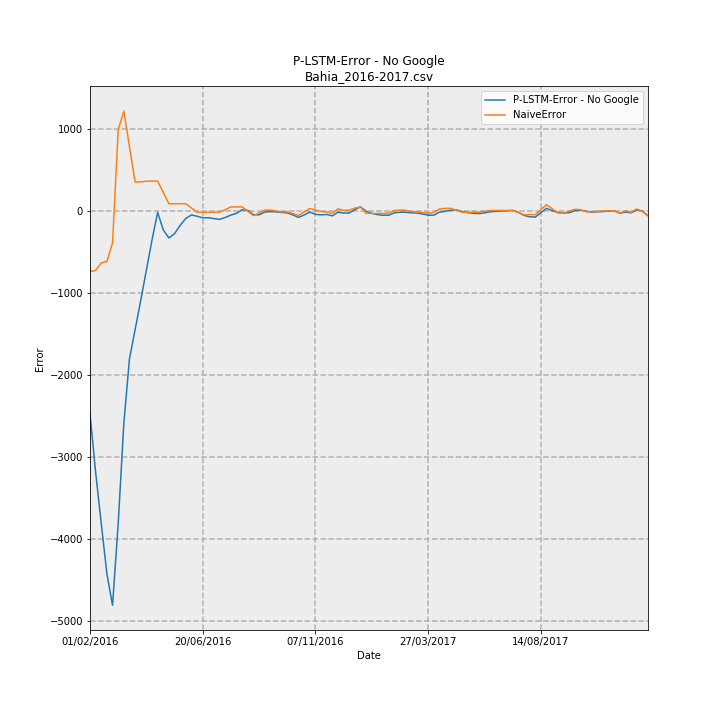 P-LSTM-Error - No Google
Bahia_2016-2017.csv
P-LSTM-Error - No Google
NaiveError
1000
0
−1000
−2000
−3000
−4000
−5000
Error
01/02/2016 20/06/2016 07/11/2016 27/03/2017 14/08/2017
Date